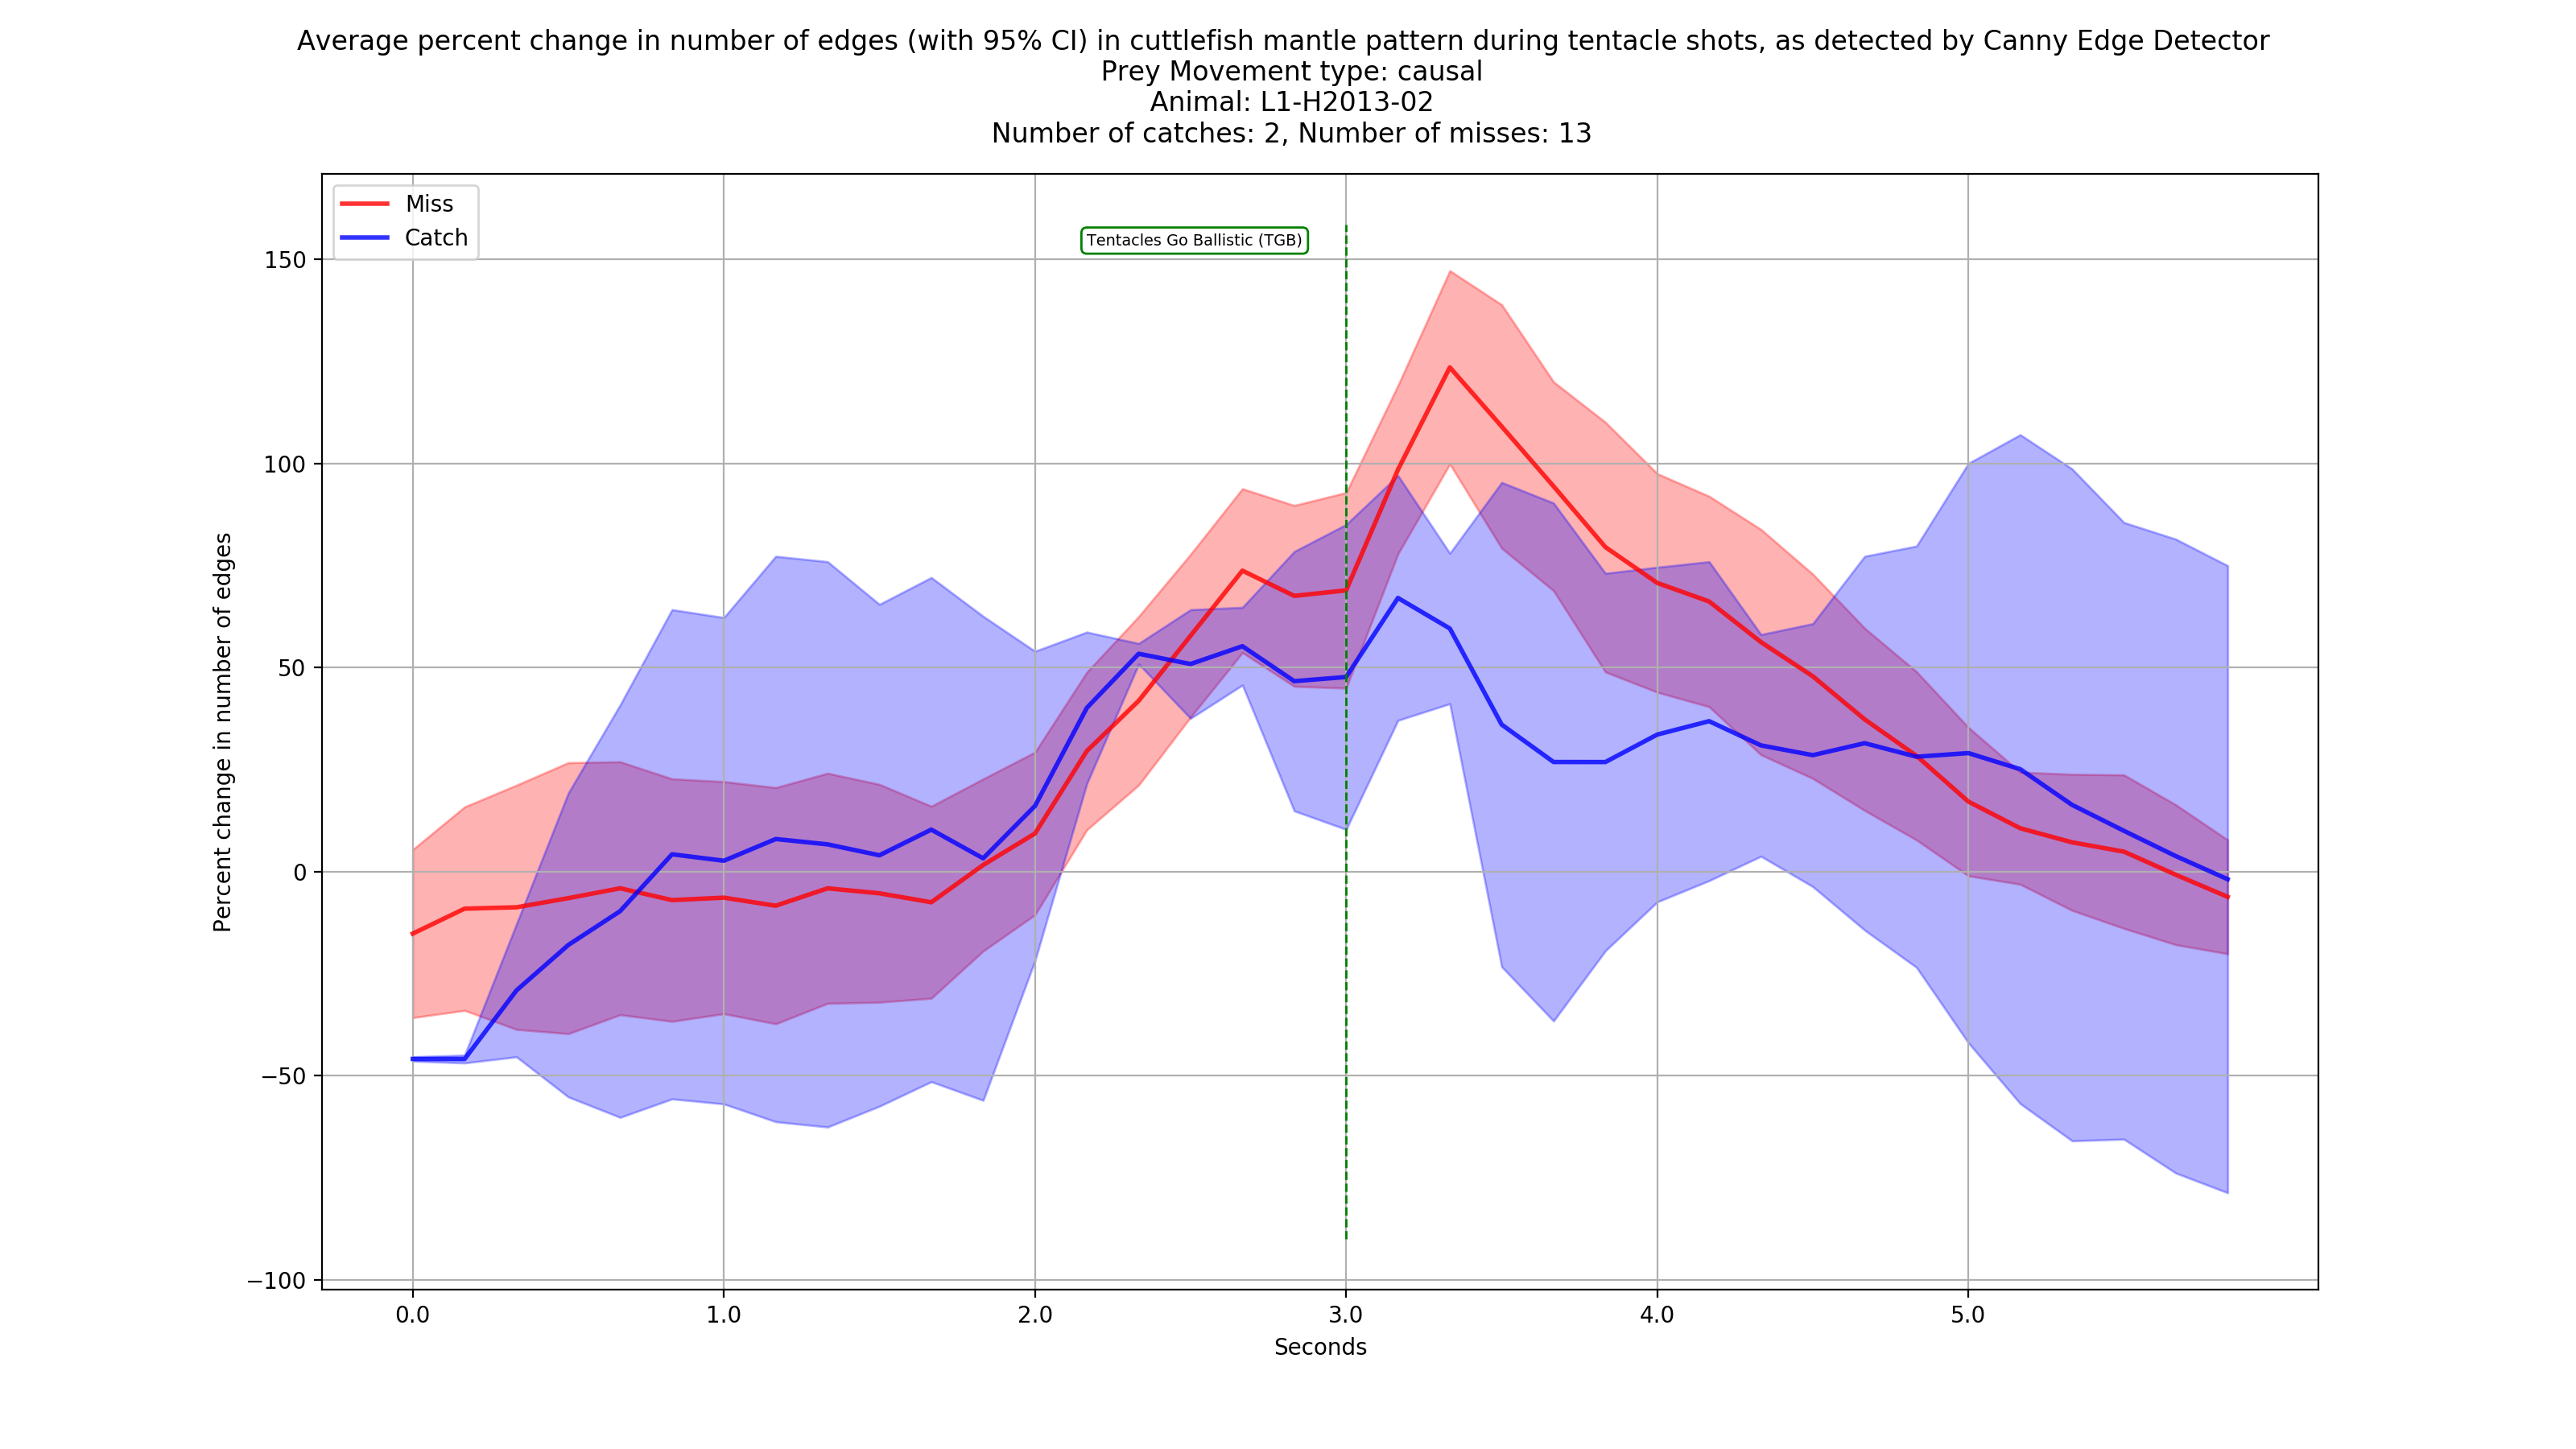 Average percent change in number of edges (with 95% CI) in cuttlefish mantle pattern during tentacle shots, as detected by Canny Edge Detector
Prey Movement type: causal
Animal: L1-H2013-02
Number of catches: 2, Number of misses: 13
Miss
Catch
Tentacles Go Ballistic (TGB)
150
100
50
0
−50
−100
Percent change in number of edges
0.0 1.0 2.0 3.0 4.0 5.0
Seconds